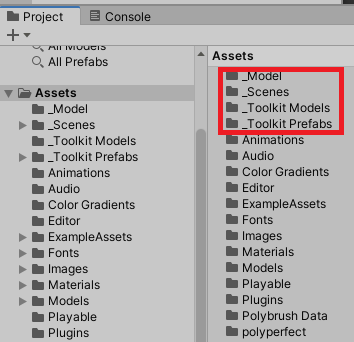 Project
Console
All Models
All Prefabs
Assets
_Model
_Scenes
_Toolkit Models
_Toolkit Prefabs
Animations
Audio
Color Gradients
Editor
ExampleAssets
Fonts
Images
Materials
Models
Playable
Plugins
Assets
_Model
_Scenes
_Toolkit Models
_Toolkit Prefabs
Animations
Audio
Color Gradients
Editor
ExampleAssets
Fonts
Images
Materials
Models
Playable
Plugins
Polybrush Data
polyperfect